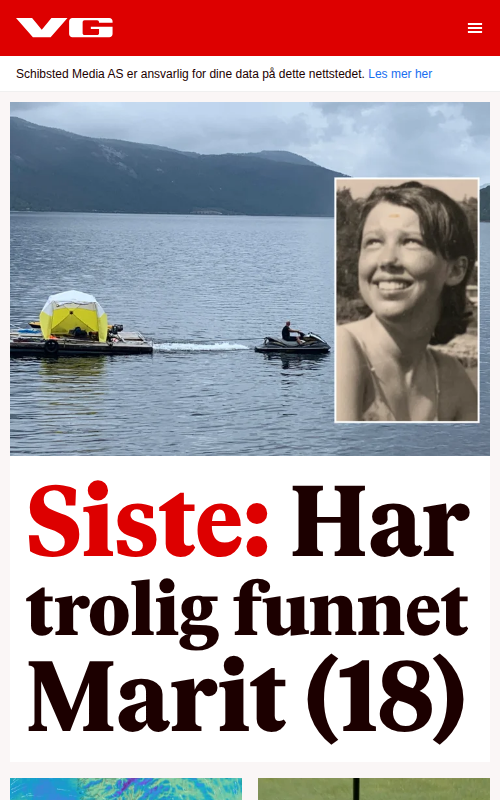 VG
Schibsted Media AS er ansvarlig for dine data på dette nettstedet. Les mer her
Siste: Har
trolig funnet
Marit (18)